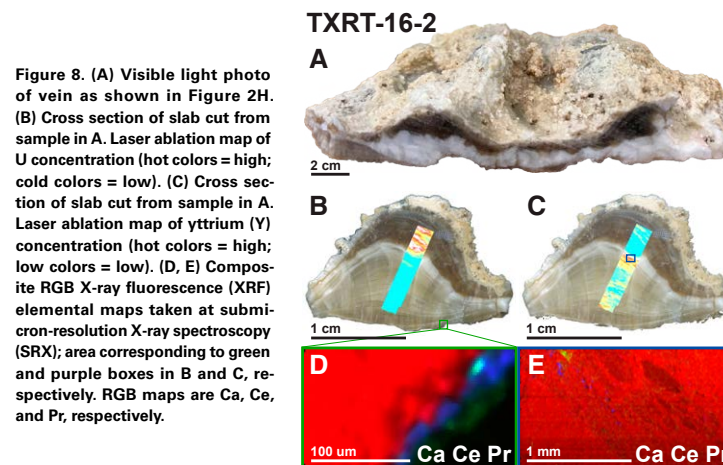 TXRT-16-2
Figure 8. (A) Visible light photo
of vein as shown in Figure 2H.
(B) Cross section of slab cut from
sample in A. Laser ablation map of
U concentration (hot colors = high;
cold colors = low). (C) Cross sec-
tion of slab cut from sample in A.
Laser ablation map of yttrium (Y)
concentration (hot colors = high;
low colors = low). (D, E) Compos-
ite RGB X-ray fluorescence (XRF)
elemental maps taken at submi-
cron-resolution X-ray spectroscopy
(SRX); area corresponding to green
and purple boxes in B and C, re-
spectively. RGB maps are Ca, Ce,
and Pr, respectively.
A
2 cm
B
1 cm
C
1 cm
D
100 um
Ca Ce Pr
E
1 mm
Ca Ce Pr